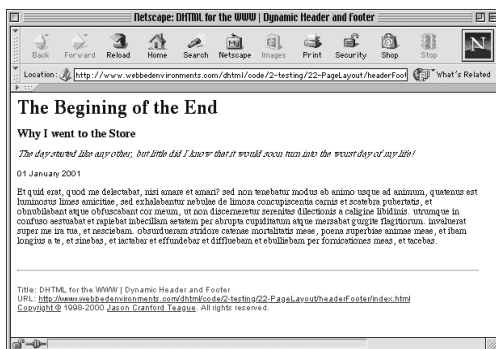 Netscape: DHTML for the WWW | Dynamic Header and Footer
Back Forward Reload Home Search Netscape Images Print Security Shop Stop
Location: http://www.webbedenvironments.com/dhtml/code/2-testing/22-PageLayout/headerFoot What's Related
The Begining of the End
Why I went to the Store
The day started like any other, but little did I know that it would soon turn into the worst day of my life!
01 January 2001
Et quid erat, quod me delectabat, nisi amare et amari? sed non tenebatur modus ab animo usque ad animum, quatenus est
luminosus limes amicitiae, sed exhalabantur nebulae de limosa concupiscentia carnis et scatebra pubertatis, et
obnubilabant atque obfuscabant cor meum, ut non discerneretur serenitas dilectionis a caligine libidinis. utrumque in
confuso aestuabat et rapiebat inbecillam aetatem per abrupta cupiditatum atque mersabat gurgite flagitiorum. invaluerat
super me ira tua, et nesciebam. obsurdueram stridore catenae mortalitatis meae, poena superbiae animae meae, et ibam
longius a te, et sinebas, et iactabar et effundebar et diffluebam et ebulliebam per fornicationes meas, et tacebas.
Title: DHTML for the WWW | Dynamic Header and Footer
URL: http://www.webbedenvironments.com/dhtml/code/2-testing/22-PageLayout/headerFooter/index.html
Copyright © 1998-2000 Jason Cranford Teague. All rights reserved.